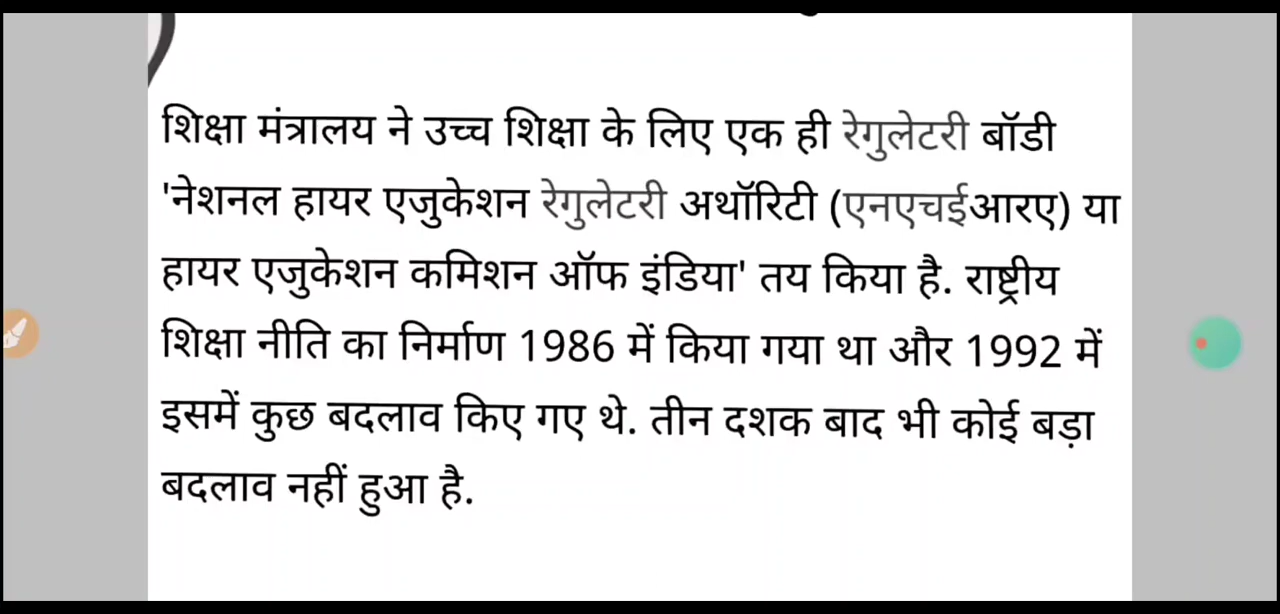 शिक्षा मंत्रालय ने उच्च शिक्षा के लिए एक ही रेगुलेटरी बॉडी
'नेशनल हायर एजुकेशन रेगुलेटरी अथॉरिटी (एनएचईआरए) या
हायर एजुकेशन कमिशन ऑफ इंडिया' तय किया है. राष्ट्रीय
शिक्षा नीति का निर्माण 1986 में किया गया था और 1992 में
इसमें कुछ बदलाव किए गए थे. तीन दशक बाद भी कोई बड़ा
बदलाव नहीं हुआ है.